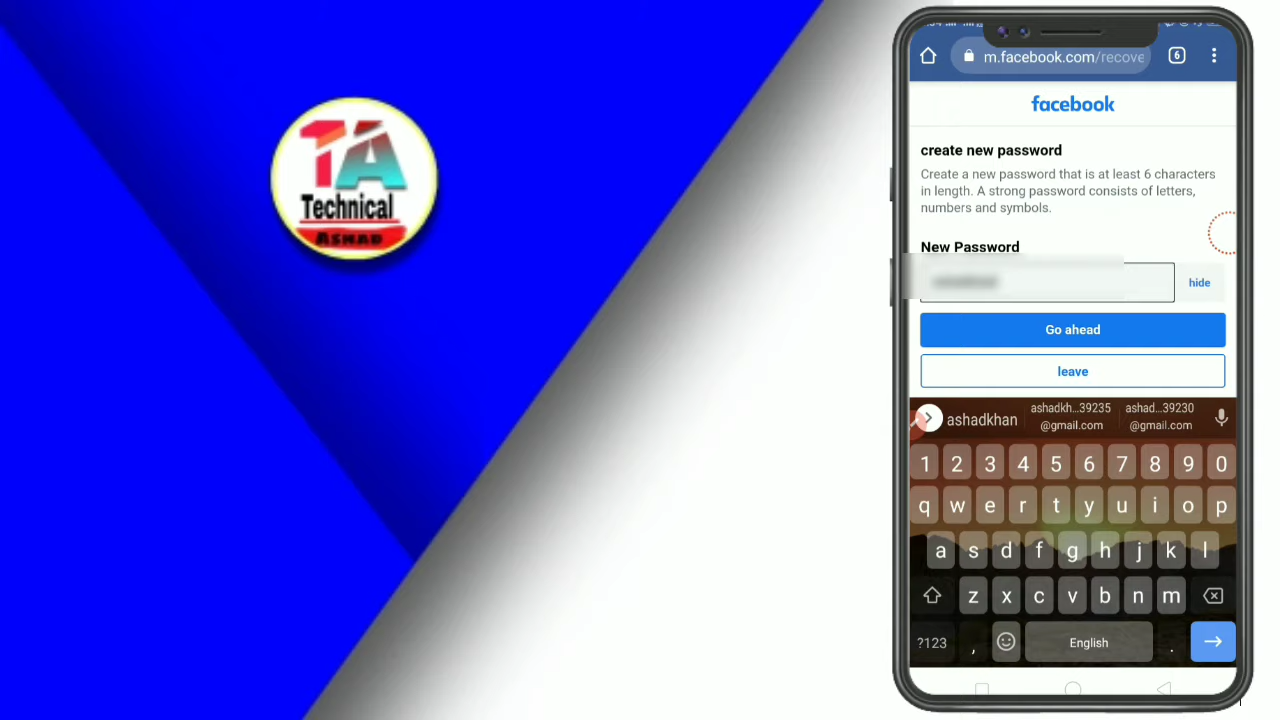 TA
Technical
ASHAD
6
m.facebook.com/recove
facebook
create new password
Create a new password that is at least 6 characters
in length. A strong password consists of letters,
numbers and symbols.
New Password
hide
Go ahead
leave
ashadkhan
ashadkh...39235
@gmail.com
ashad...39230
@gmail.com
1 2 3 4 5 6 7 8 9 0
q w e r t y u i o p
a s d f g h j k l
z x c v b n m
?123 , English .